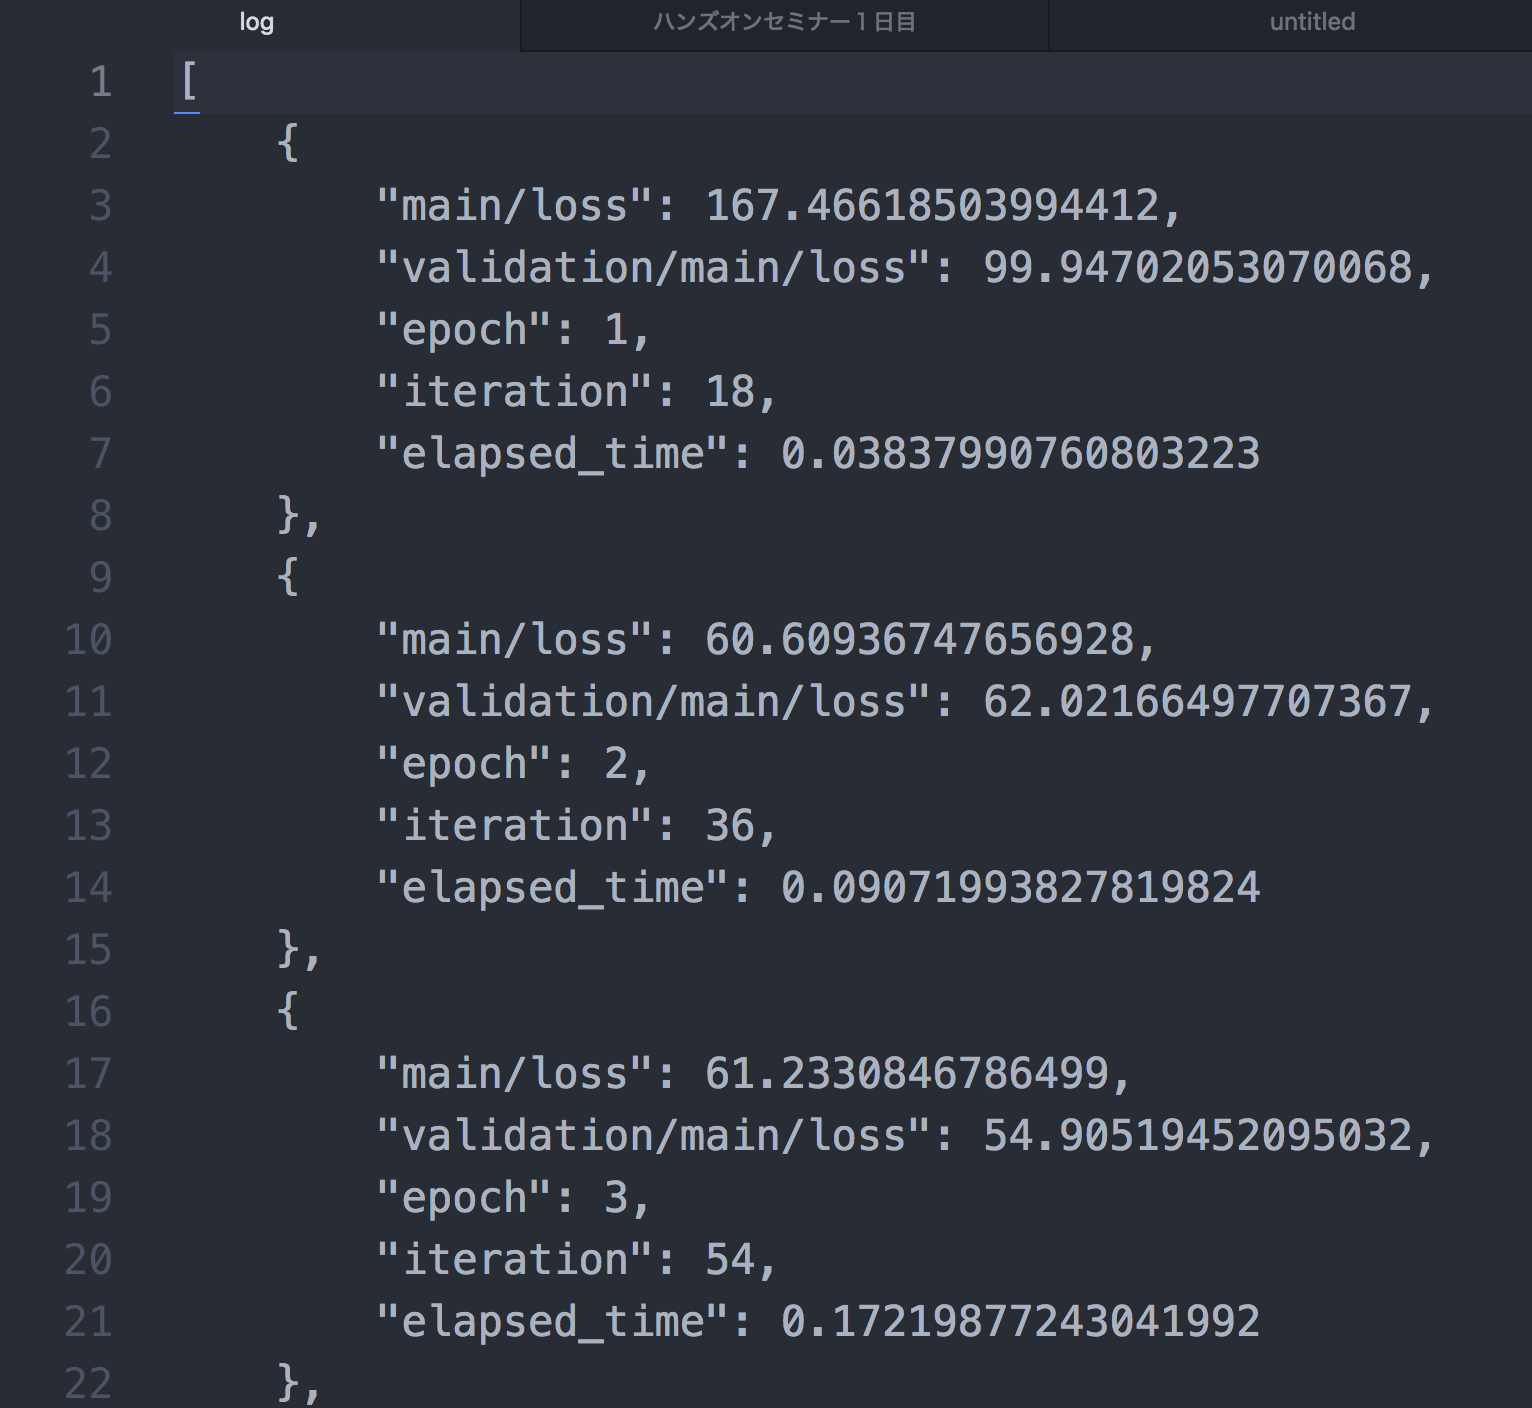 log ハンズオンセミナー1日目 untitled
1 [
2 {
3 "main/loss": 167.46618503994412,
4 "validation/main/loss": 99.94702053070068,
5 "epoch": 1,
6 "iteration": 18,
7 "elapsed_time": 0.03837990760803223
8 },
9 {
10 "main/loss": 60.60936747656928,
11 "validation/main/loss": 62.02166497707367,
12 "epoch": 2,
13 "iteration": 36,
14 "elapsed_time": 0.09071993827819824
15 },
16 {
17 "main/loss": 61.2330846786499,
18 "validation/main/loss": 54.90519452095032,
19 "epoch": 3,
20 "iteration": 54,
21 "elapsed_time": 0.17219877243041992
22 },